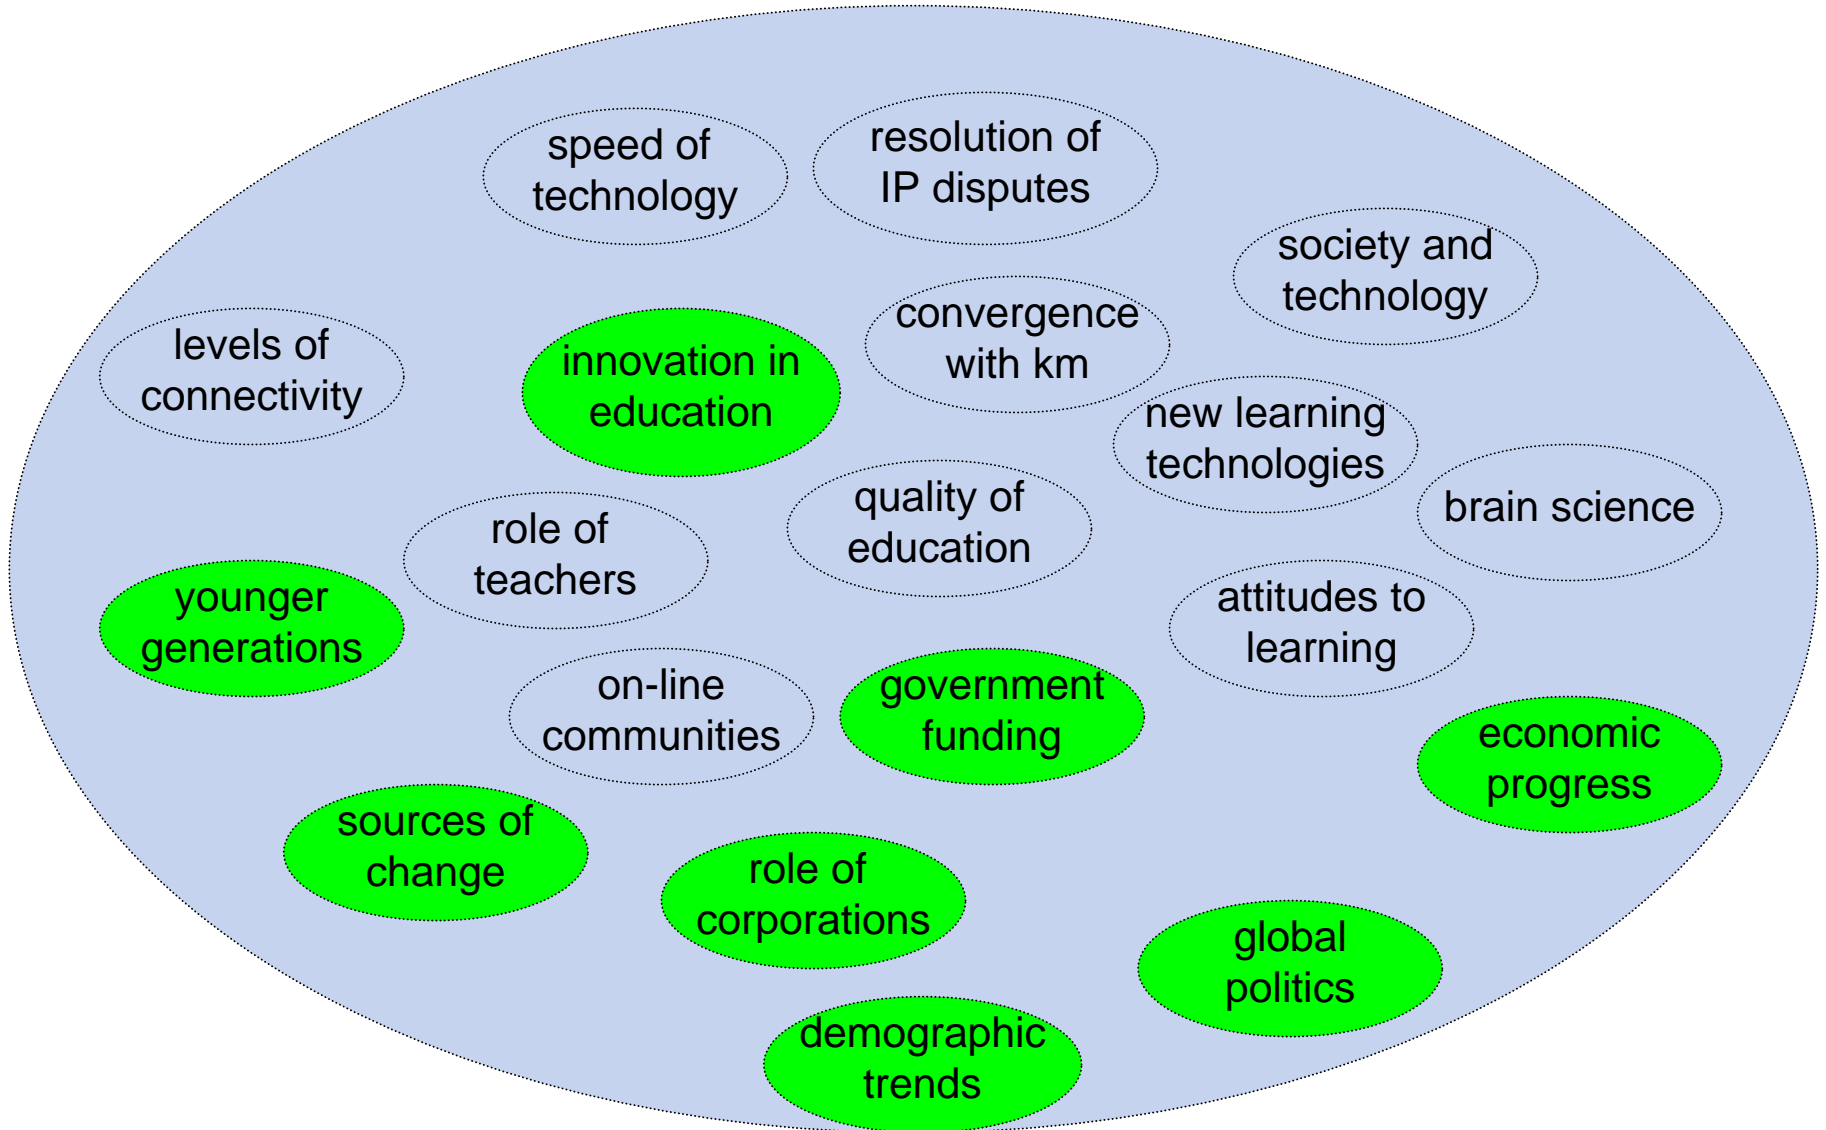 speed of
technology
resolution of
IP disputes
society and
technology
levels of
connectivity
innovation in
education
convergence
with km
new learning
technologies
brain science
role of
teachers
quality of
education
younger
generations
attitudes to
learning
on-line
communities
government
funding
economic
progress
sources of
change
role of
corporations
global
politics
demographic
trends